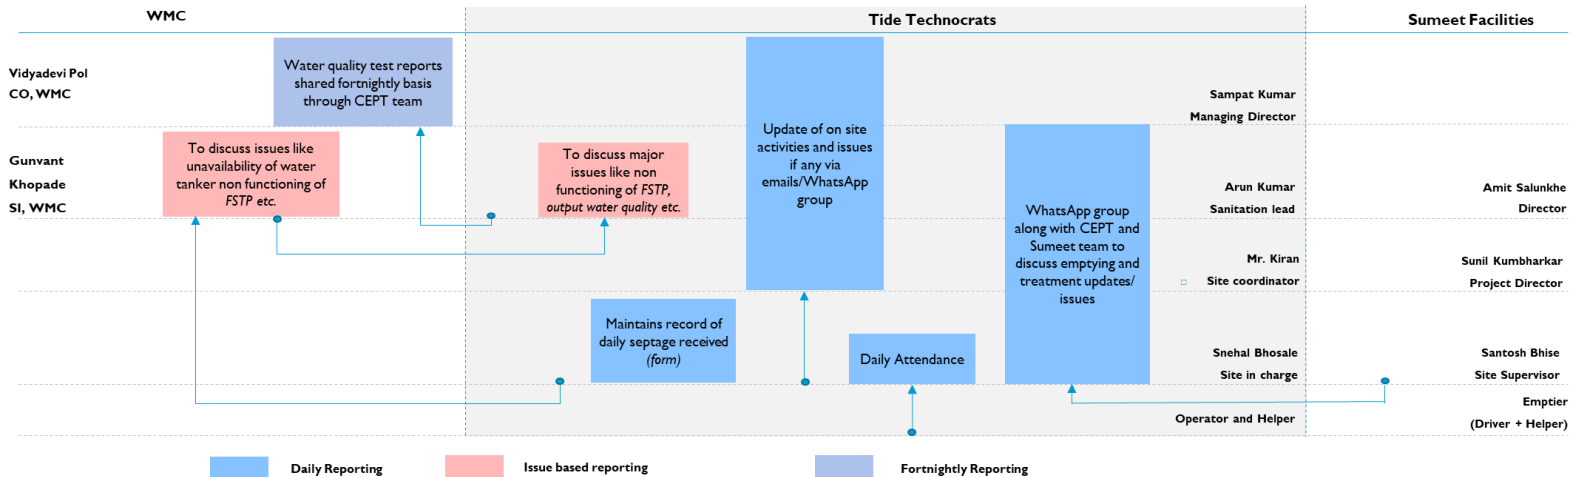 WMC
Tide Technocrats
Sumeet Facilities
Vidyadevi Pol
CO, WMC
Water quality test reports
shared fortnightly basis
through CEPT team
Sampat Kumar
Managing Director
Gunvant
Khopade
SI, WMC
To discuss issues like
unavailability of water
tanker non functioning of
FSTP etc.
To discuss major
issues like non
functioning of FSTP,
output water quality etc.
Update of on site
activities and issues
if any via
emails/WhatsApp
group
WhatsApp group
along with CEPT and
Sumeet team to
discuss emptying and
treatment updates/
issues
Arun Kumar
Sanitation lead
Amit Salunkhe
Director
Mr. Kiran
Site coordinator
Sunil Kumbharkar
Project Director
Maintains record of
daily septage received
(form)
Daily Attendance
Snehal Bhosale
Site in charge
Santosh Bhise
Site Supervisor
Operator and Helper
Emptier
(Driver + Helper)
Daily Reporting
Issue based reporting
Fortnightly Reporting